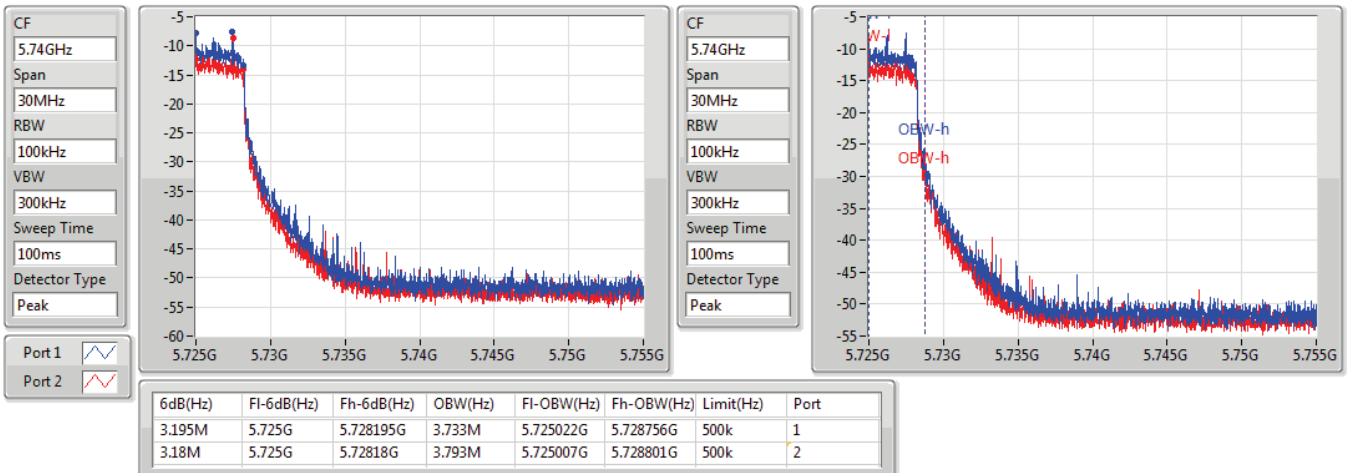 CF
5.74GHz
Span
30MHz
RBW
100kHz
VBW
300kHz
Sweep Time
100ms
Detector Type
Peak
Port 1
Port 2
-5
-10
-15
-20
-25
-30
-35
-40
-45
-50
-55
-60
5.725G 5.73G 5.735G 5.74G 5.745G 5.75G 5.755G
CF
5.74GHz
Span
30MHz
RBW
100kHz
VBW
300kHz
Sweep Time
100ms
Detector Type
Peak
-5
-10
-15
-20
-25
-30
-35
-40
-45
-50
-55
OBW-h
OBW-h
5.725G 5.73G 5.735G 5.74G 5.745G 5.75G 5.755G
6dB(Hz) Fl-6dB(Hz) Fh-6dB(Hz) OBW(Hz) Fl-OBW(Hz) Fh-OBW(Hz) Limit(Hz) Port
3.195M 5.725G 5.728195G 3.733M 5.725022G 5.728756G 500k 1
3.18M 5.725G 5.72818G 3.793M 5.725007G 5.728801G 500k 2